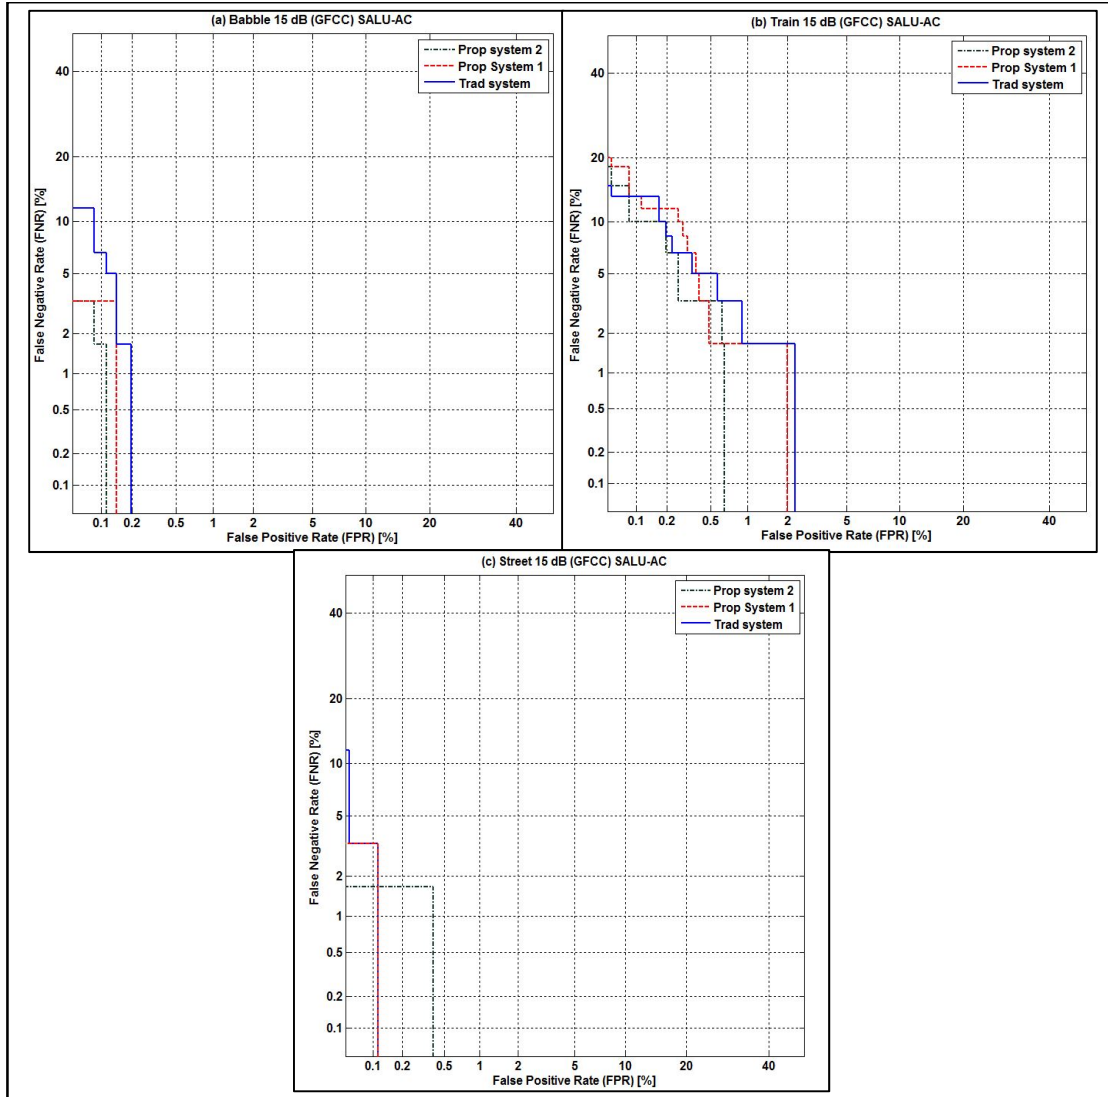 (a) Babble 15 dB (GFCC) SALU-AC
Prop system 2
Prop System 1
Trad system
False Negative Rate (FNR) [%]
40
20
10
5
2
1
0.5
0.2
0.1
0.1 0.2 0.5 1 2 5 10 20 40
False Positive Rate (FPR) [%]
(b) Train 15 dB (GFCC) SALU-AC
Prop system 2
Prop System 1
Trad system
False Negative Rate (FNR) [%]
40
20
10
5
2
1
0.5
0.2
0.1
0.1 0.2 0.5 1 2 5 10 20 40
False Positive Rate (FPR) [%]
(c) Street 15 dB (GFCC) SALU-AC
Prop system 2
Prop System 1
Trad system
False Negative Rate (FNR) [%]
40
20
10
5
2
1
0.5
0.2
0.1
0.1 0.2 0.5 1 2 5 10 20 40
False Positive Rate (FPR) [%]